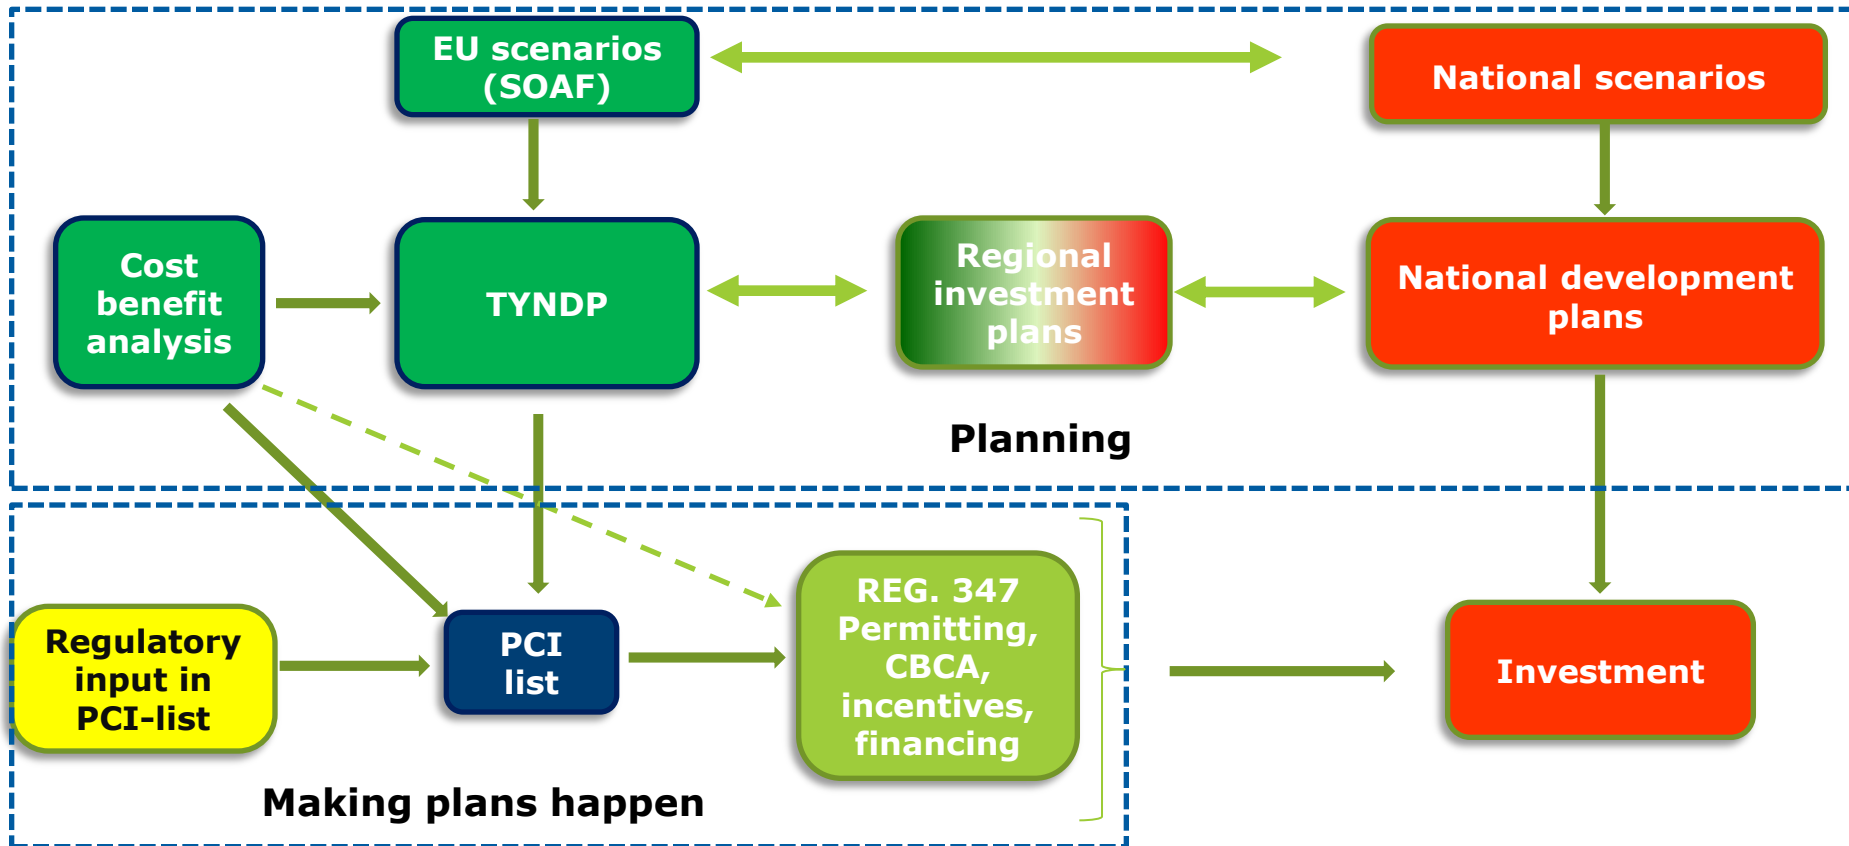 EU scenarios
(SOAF)
National scenarios
Cost
benefit
analysis
TYNDP
Regional
investment
plans
National development
plans
Planning
Regulatory
input in
PCI-list
PCI
list
REG. 347
Permitting,
CBCA,
incentives,
financing
Investment
Making plans happen